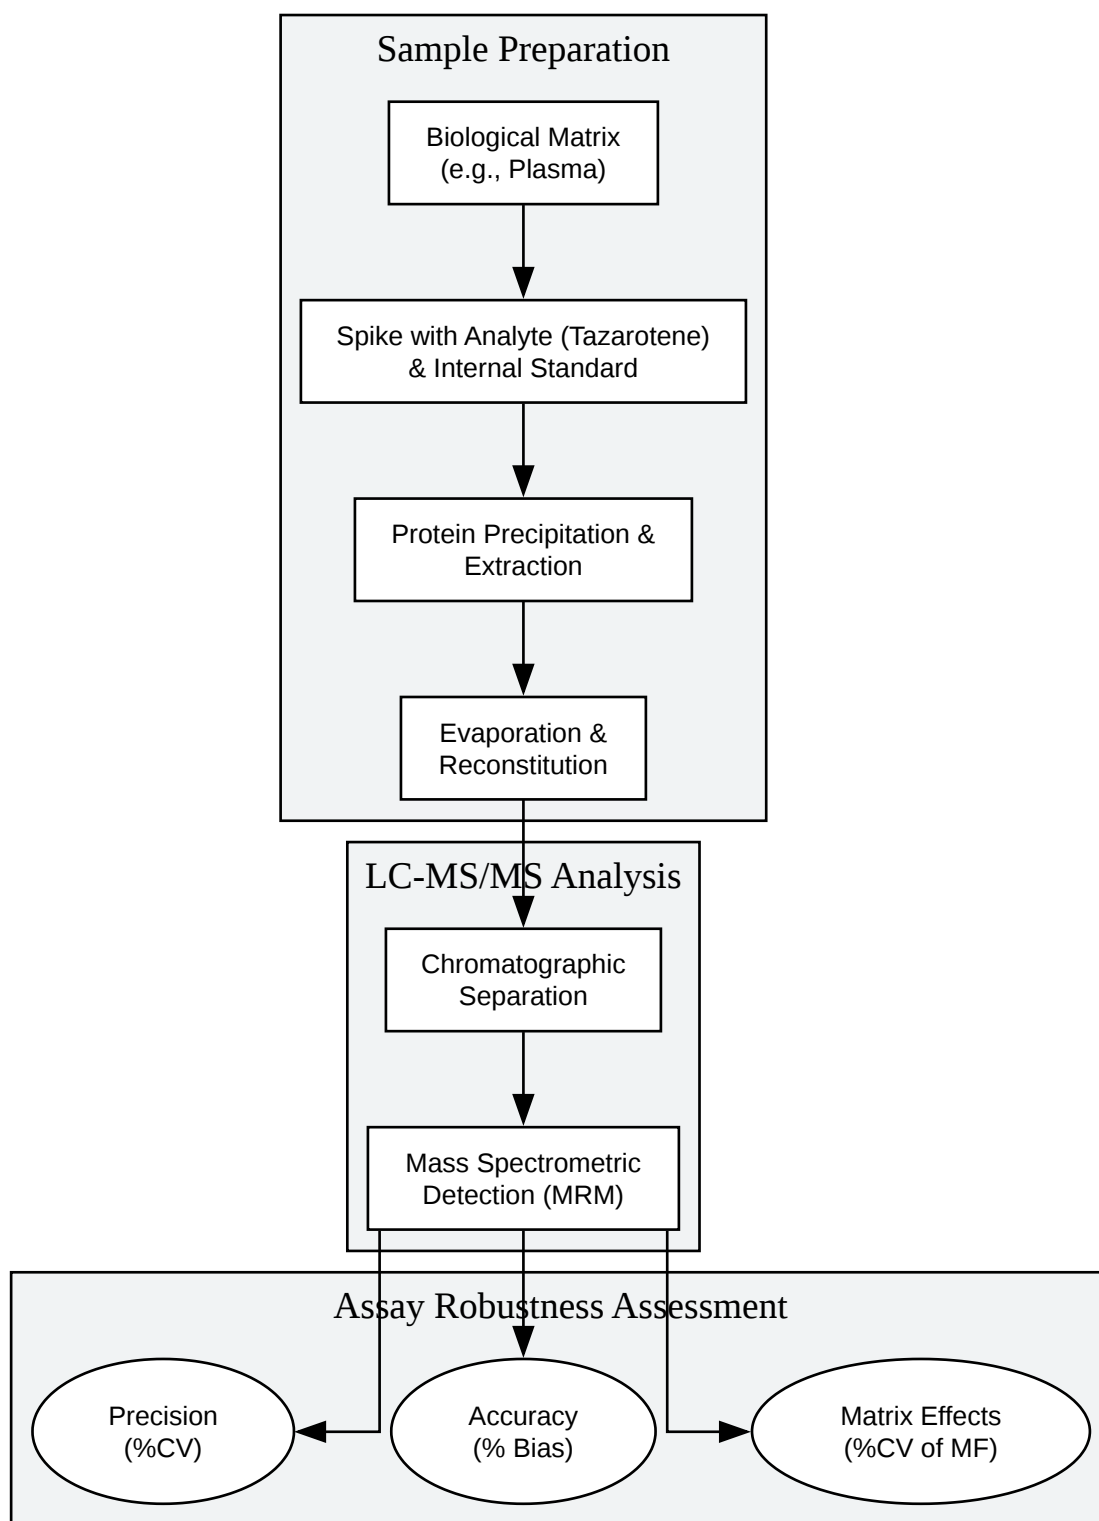 Sample Preparation
Biological Matrix
(e.g., Plasma)
Spike with Analyte (Tazarotene)
& Internal Standard
Protein Precipitation &
Extraction
Evaporation &
Reconstitution
LC-MS/MS Analysis
Chromatographic
Separation
Mass Spectrometric
Detection (MRM)
Assay Robustness Assessment
Precision
(%CV)
Accuracy
(% Bias)
Matrix Effects
(%CV of MF)